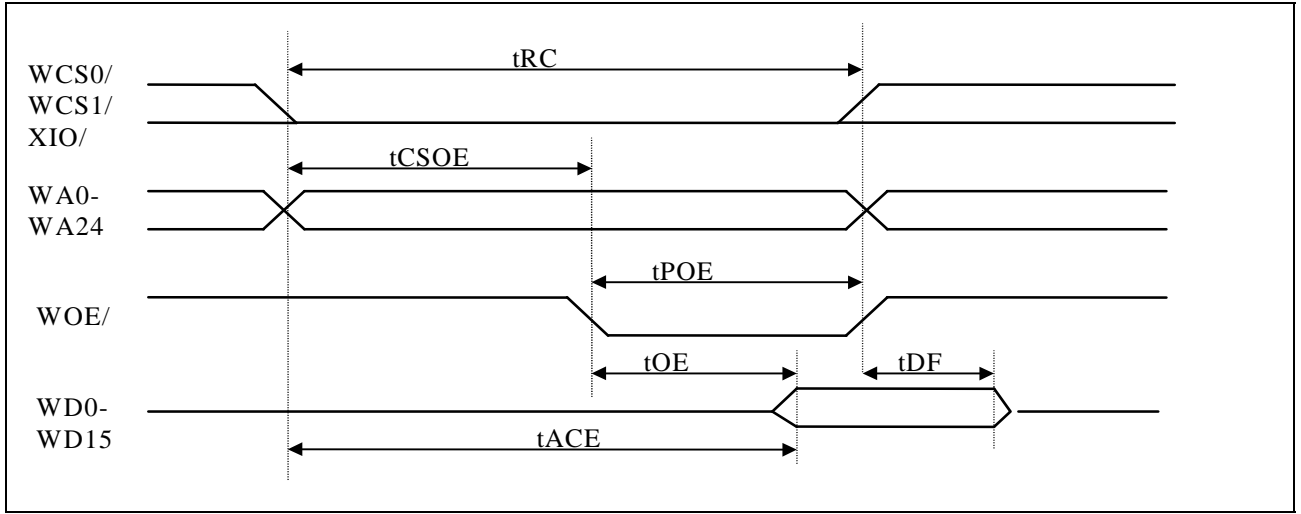 tRC
WCS0/
WCS1/
XIO/
tCSOE
WA0-
WA24
tPOE
WOE/
tOE
tDF
WD0-
WD15
tACE